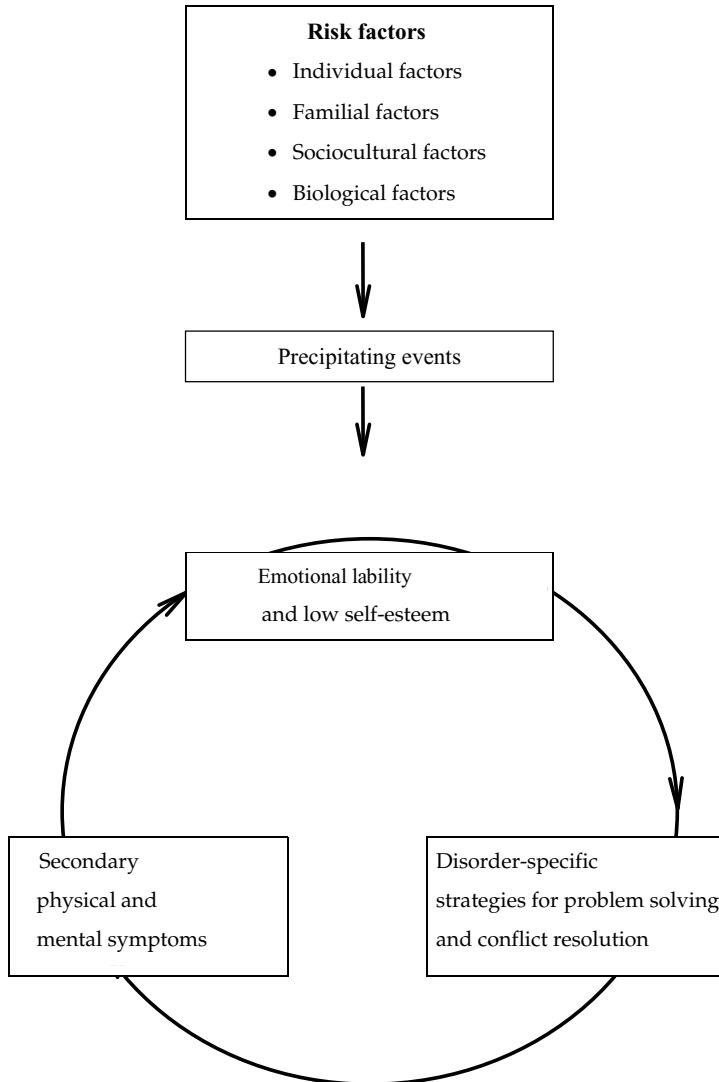 Risk factors
• Individual factors
• Familial factors
• Sociocultural factors
• Biological factors
Precipitating events
Emotional lability
and low self-esteem
Secondary
physical and
mental symptoms
Disorder-specific
strategies for problem solving
and conflict resolution